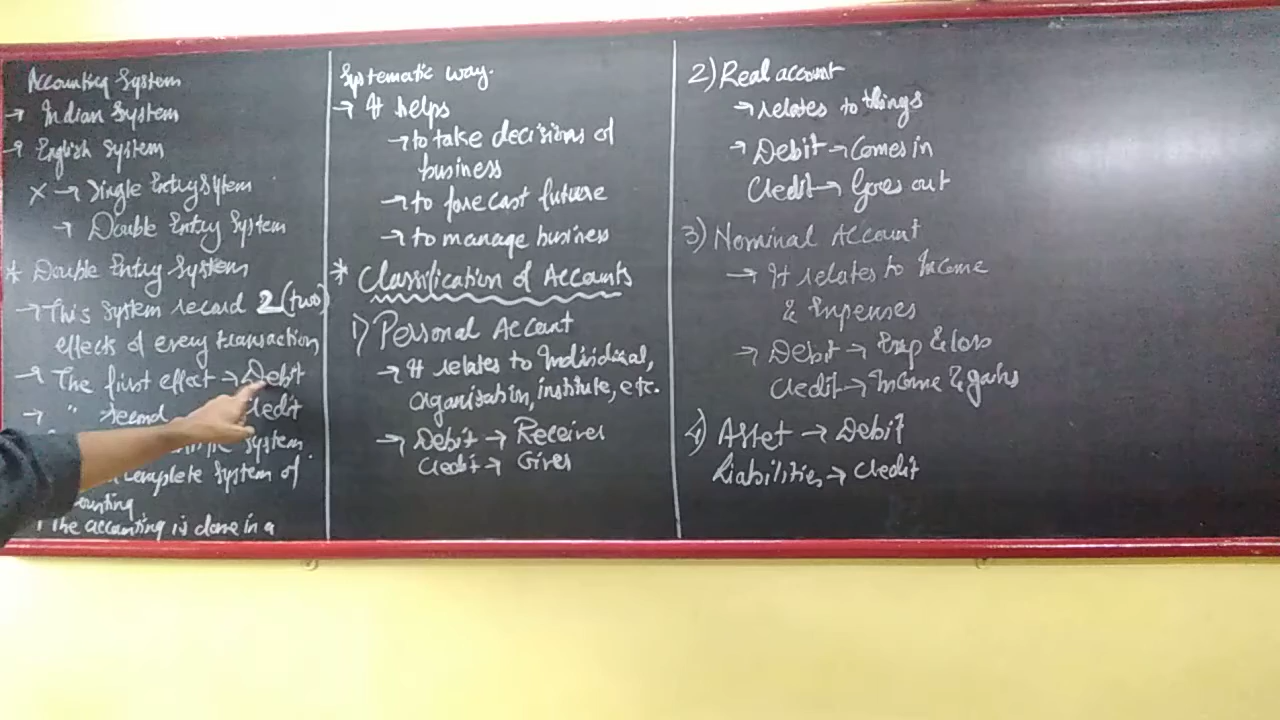 Accounting System
→ Indian System
→ English System
X → Single Entry System
→ Double Entry System
* Double Entry System
→ This system record 2 (two)
effects of every transaction
→ The first effect → Debit
→ " second
system.
complete system of
The accounting is done in a
Systematic way.
→ It helps
→ to take decisions of
business
→ to forecast future
→ to manage business
* Classification of Accounts
1) Personal Account
→ It relates to Individual,
organisation, institute, etc.
→ Debit → Receiver
Credit → Giver
2) Real account
→ relates to things
→ Debit → Comes in
Credit → Goes out
3) Nominal Account
→ It relates to Income
& Expenses
→ Debit → Exp & loss
Credit → Income & gains
4) Asset → Debit
Liabilities → Credit